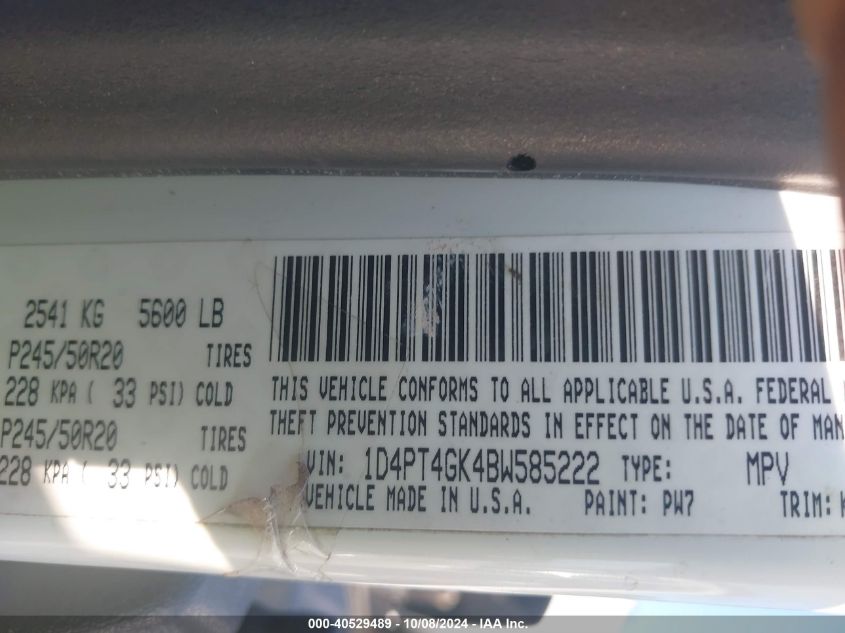 2541 KG 5600 LB
P245/50R20 TIRES
228 KPA ( 33 PSI) COLD
P245/50R20 TIRES
228 KPA ( 33 PSI) COLD
THIS VEHICLE CONFORMS TO ALL APPLICABLE U.S.A. FEDERAL
THEFT PREVENTION STANDARDS IN EFFECT ON THE DATE OF MAN
VIN: 1D4PT4GK4BW585222 TYPE: MPV
VEHICLE MADE IN U.S.A. PAINT: PW7 TRIM: K
000-40529489 - 10/08/2024 - IAA Inc.